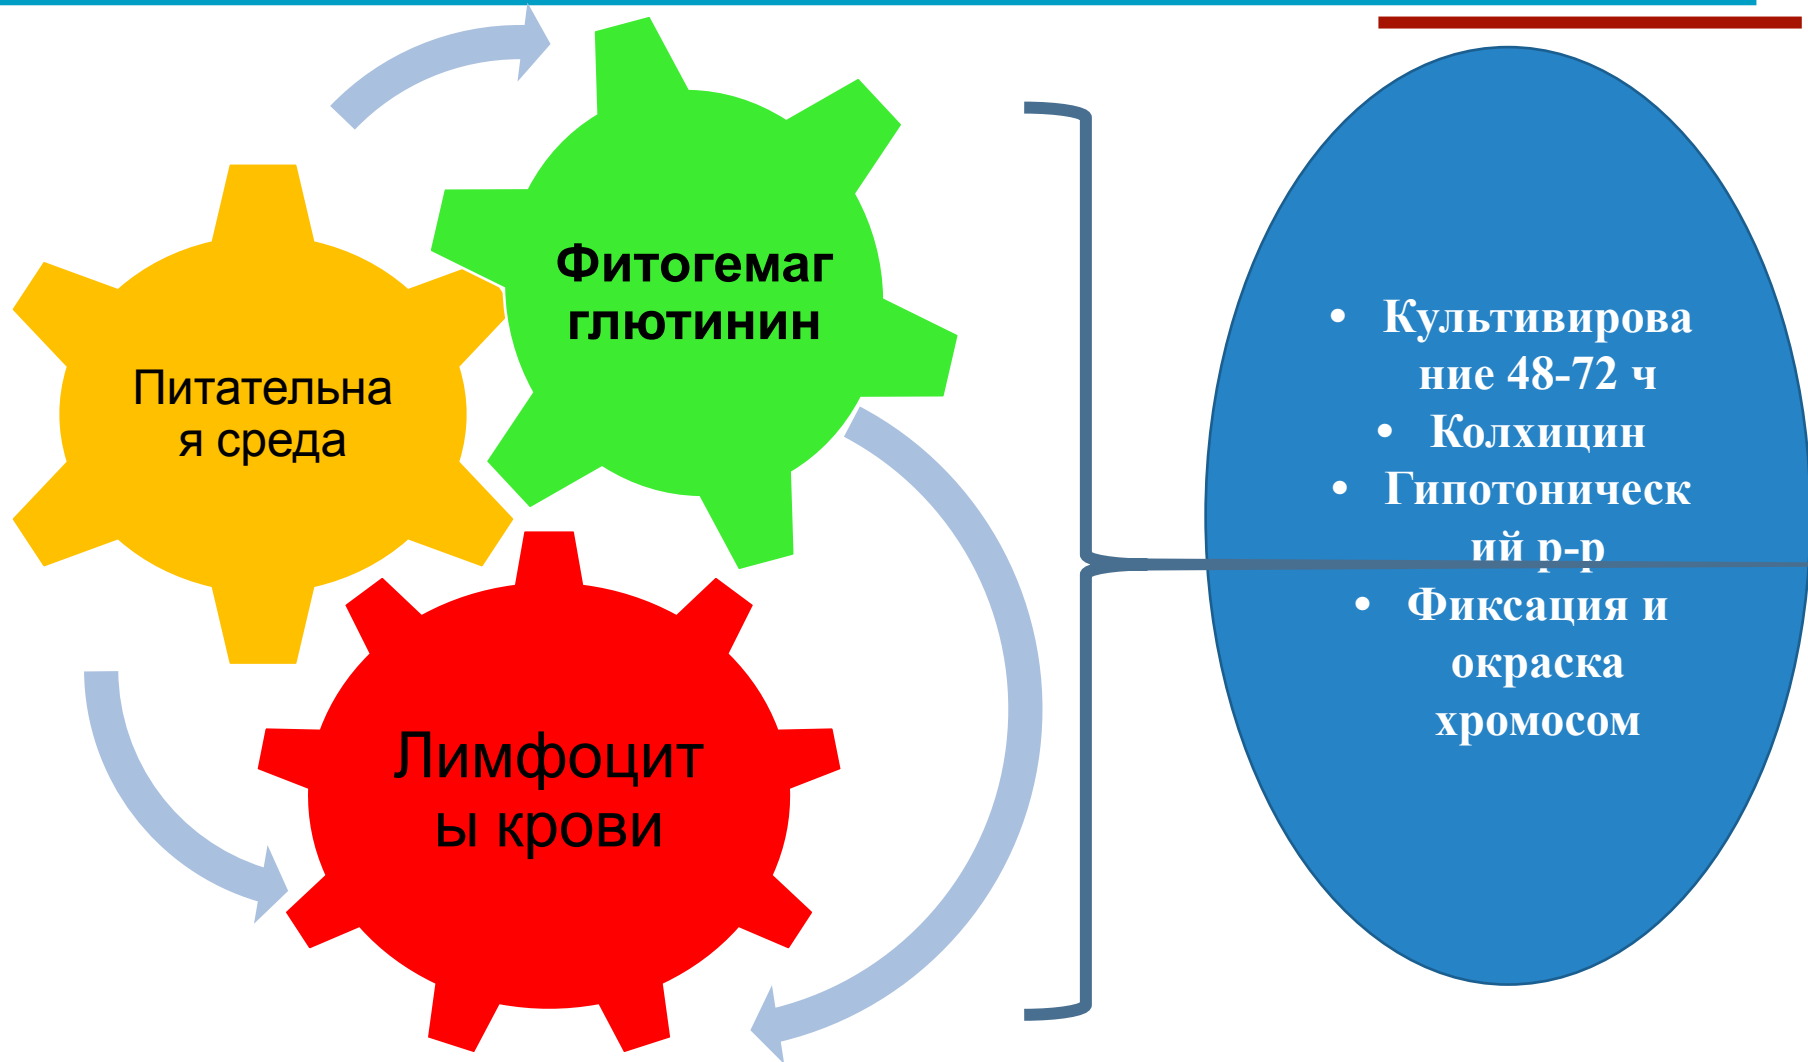 Фитогемаг
глютинин
Питательна
я среда
Лимфоцит
ы крови
• Культивирова
ние 48-72 ч
• Колхицин
• Гипотоническ
ий р-р
• Фиксация и
окраска
хромосом